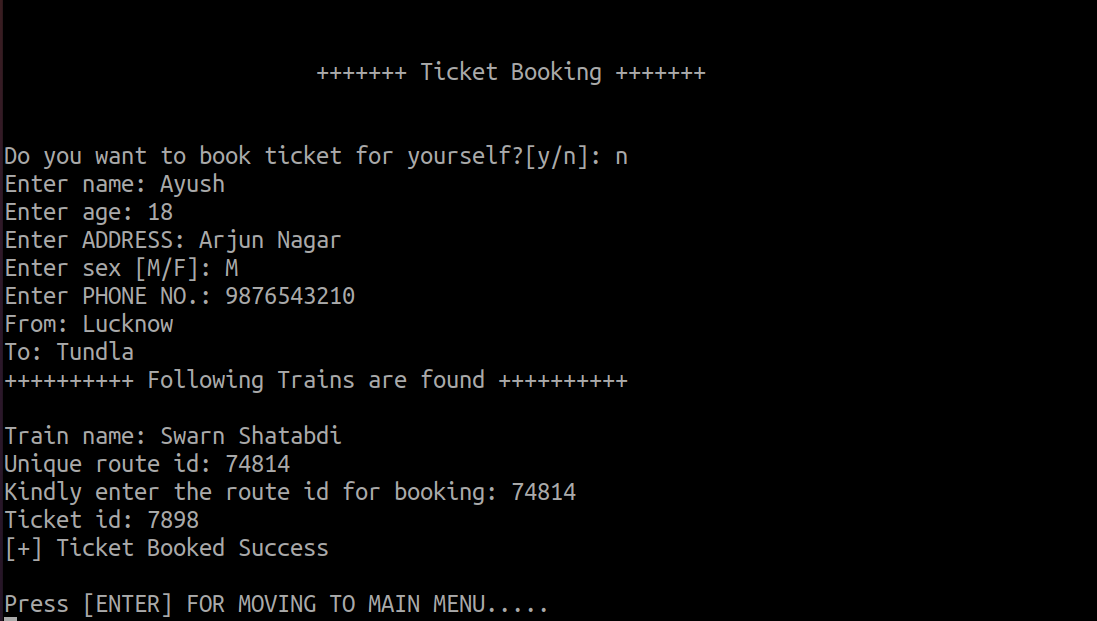 +++++++ Ticket Booking +++++++
Do you want to book ticket for yourself?[y/n]: n
Enter name: Ayush
Enter age: 18
Enter ADDRESS: Arjun Nagar
Enter sex [M/F]: M
Enter PHONE NO.: 9876543210
From: Lucknow
To: Tundla
++++++++++ Following Trains are found ++++++++++
Train name: Swarn Shatabdi
Unique route id: 74814
Kindly enter the route id for booking: 74814
Ticket id: 7898
[+] Ticket Booked Success
Press [ENTER] FOR MOVING TO MAIN MENU.....